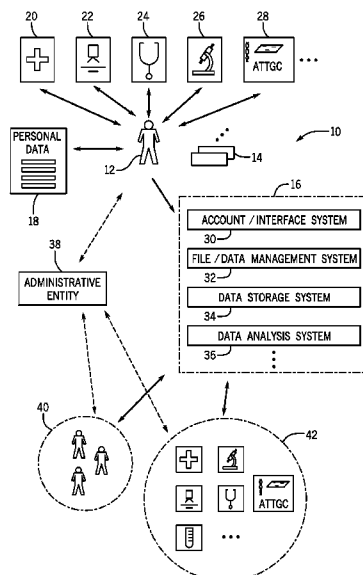 20
22
24
26
28
ATTGC
PERSONAL
DATA
12
14
10
18
16
ACCOUNT / INTERFACE SYSTEM
30
FILE / DATA MANAGEMENT SYSTEM
32
DATA STORAGE SYSTEM
34
DATA ANALYSIS SYSTEM
36
38
ADMINISTRATIVE
ENTITY
40
42
ATTGC